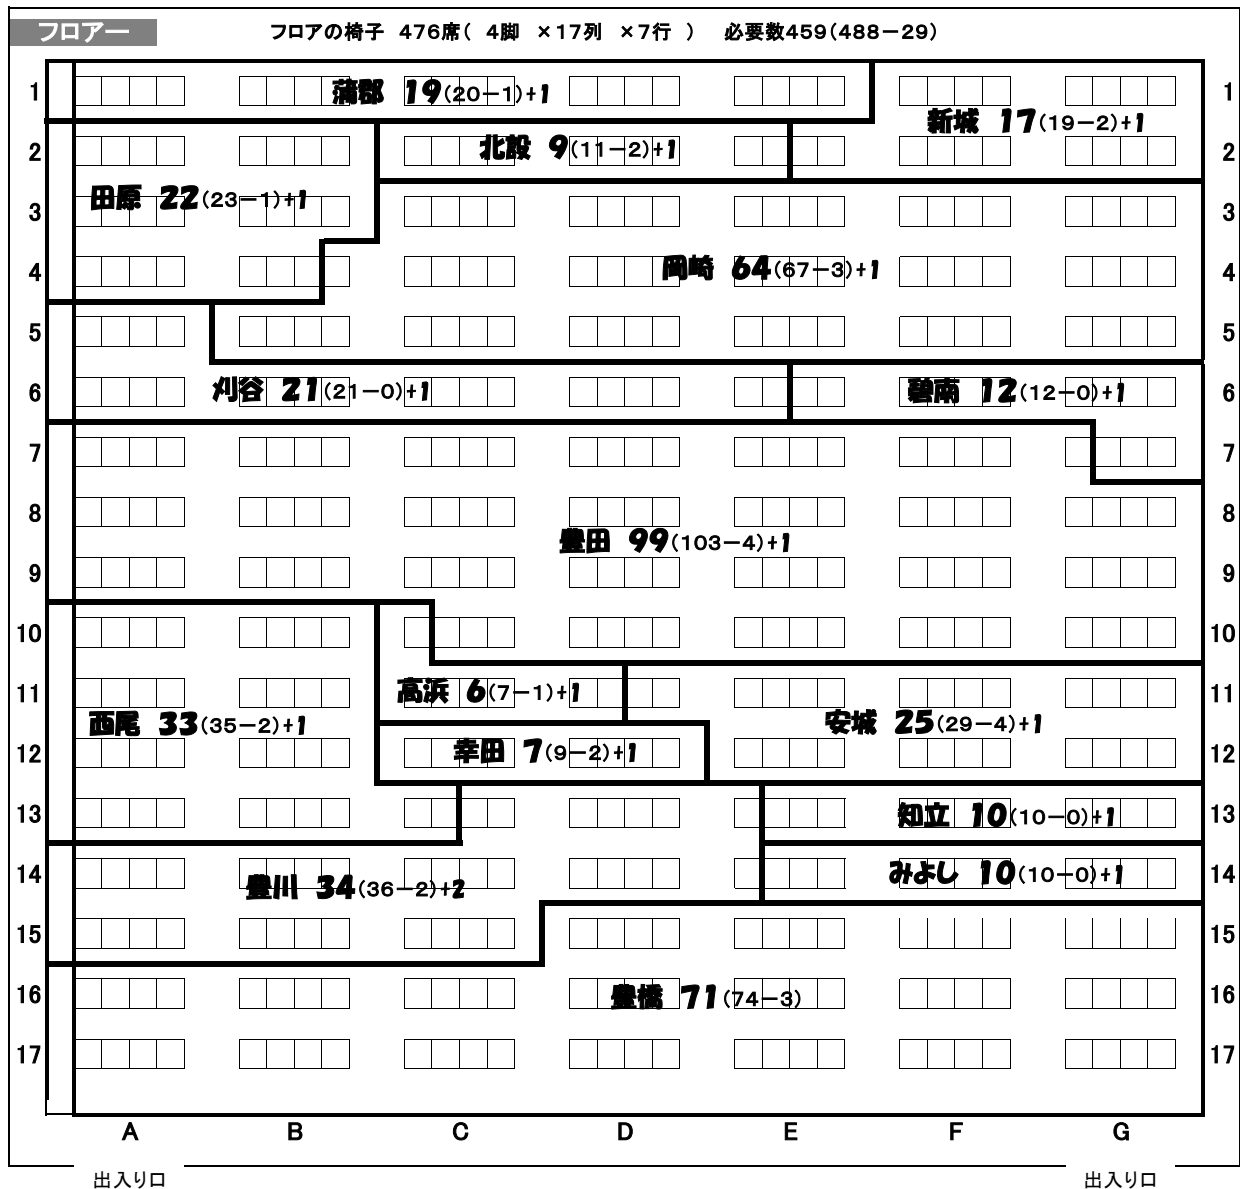 フロアー
フロアの椅子 476席( 4脚 ×17列 ×7行 ) 必要数459(488-29)
1 蒲郡 19(20-1)+1 1
新城 17(19-2)+1
2 北設 9(11-2)+1 2
田原 22(23-1)+1
3 3
4 岡崎 64(67-3)+1 4
5 5
6 刈谷 21(21-0)+1 碧南 12(12-0)+1 6
7 7
8 8
豊田 99(103-4)+1
9 9
10 10
11 高浜 6(7-1)+1 11
西尾 33(35-2)+1 安城 25(29-4)+1
12 幸田 7(9-2)+1 12
13 知立 10(10-0)+1 13
14 みよし 10(10-0)+1 14
豊川 34(36-2)+2
15 15
16 豊橋 71(74-3) 16
17 17
A B C D E F G
出入り口 出入り口